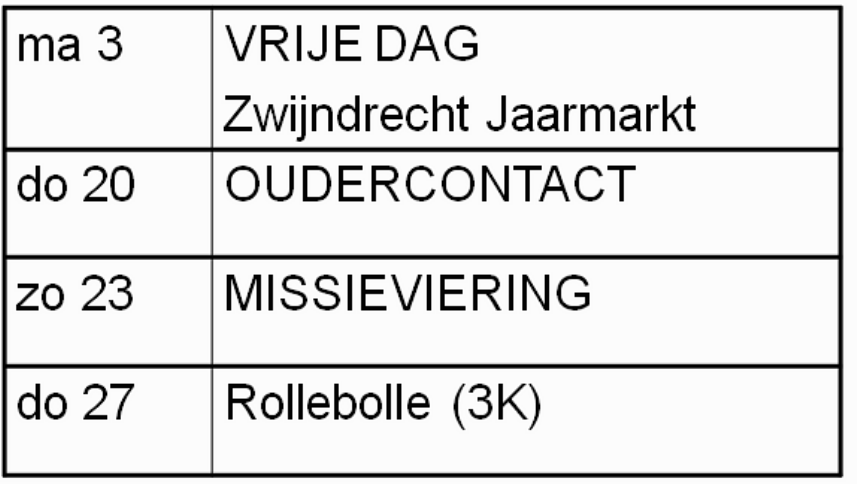 ma 3 VRIJE DAG
Zwijndrecht Jaarmarkt
do 20 OUDERCONTACT
zo 23 MISSIEVIERING
do 27 Rollebolle (3K)